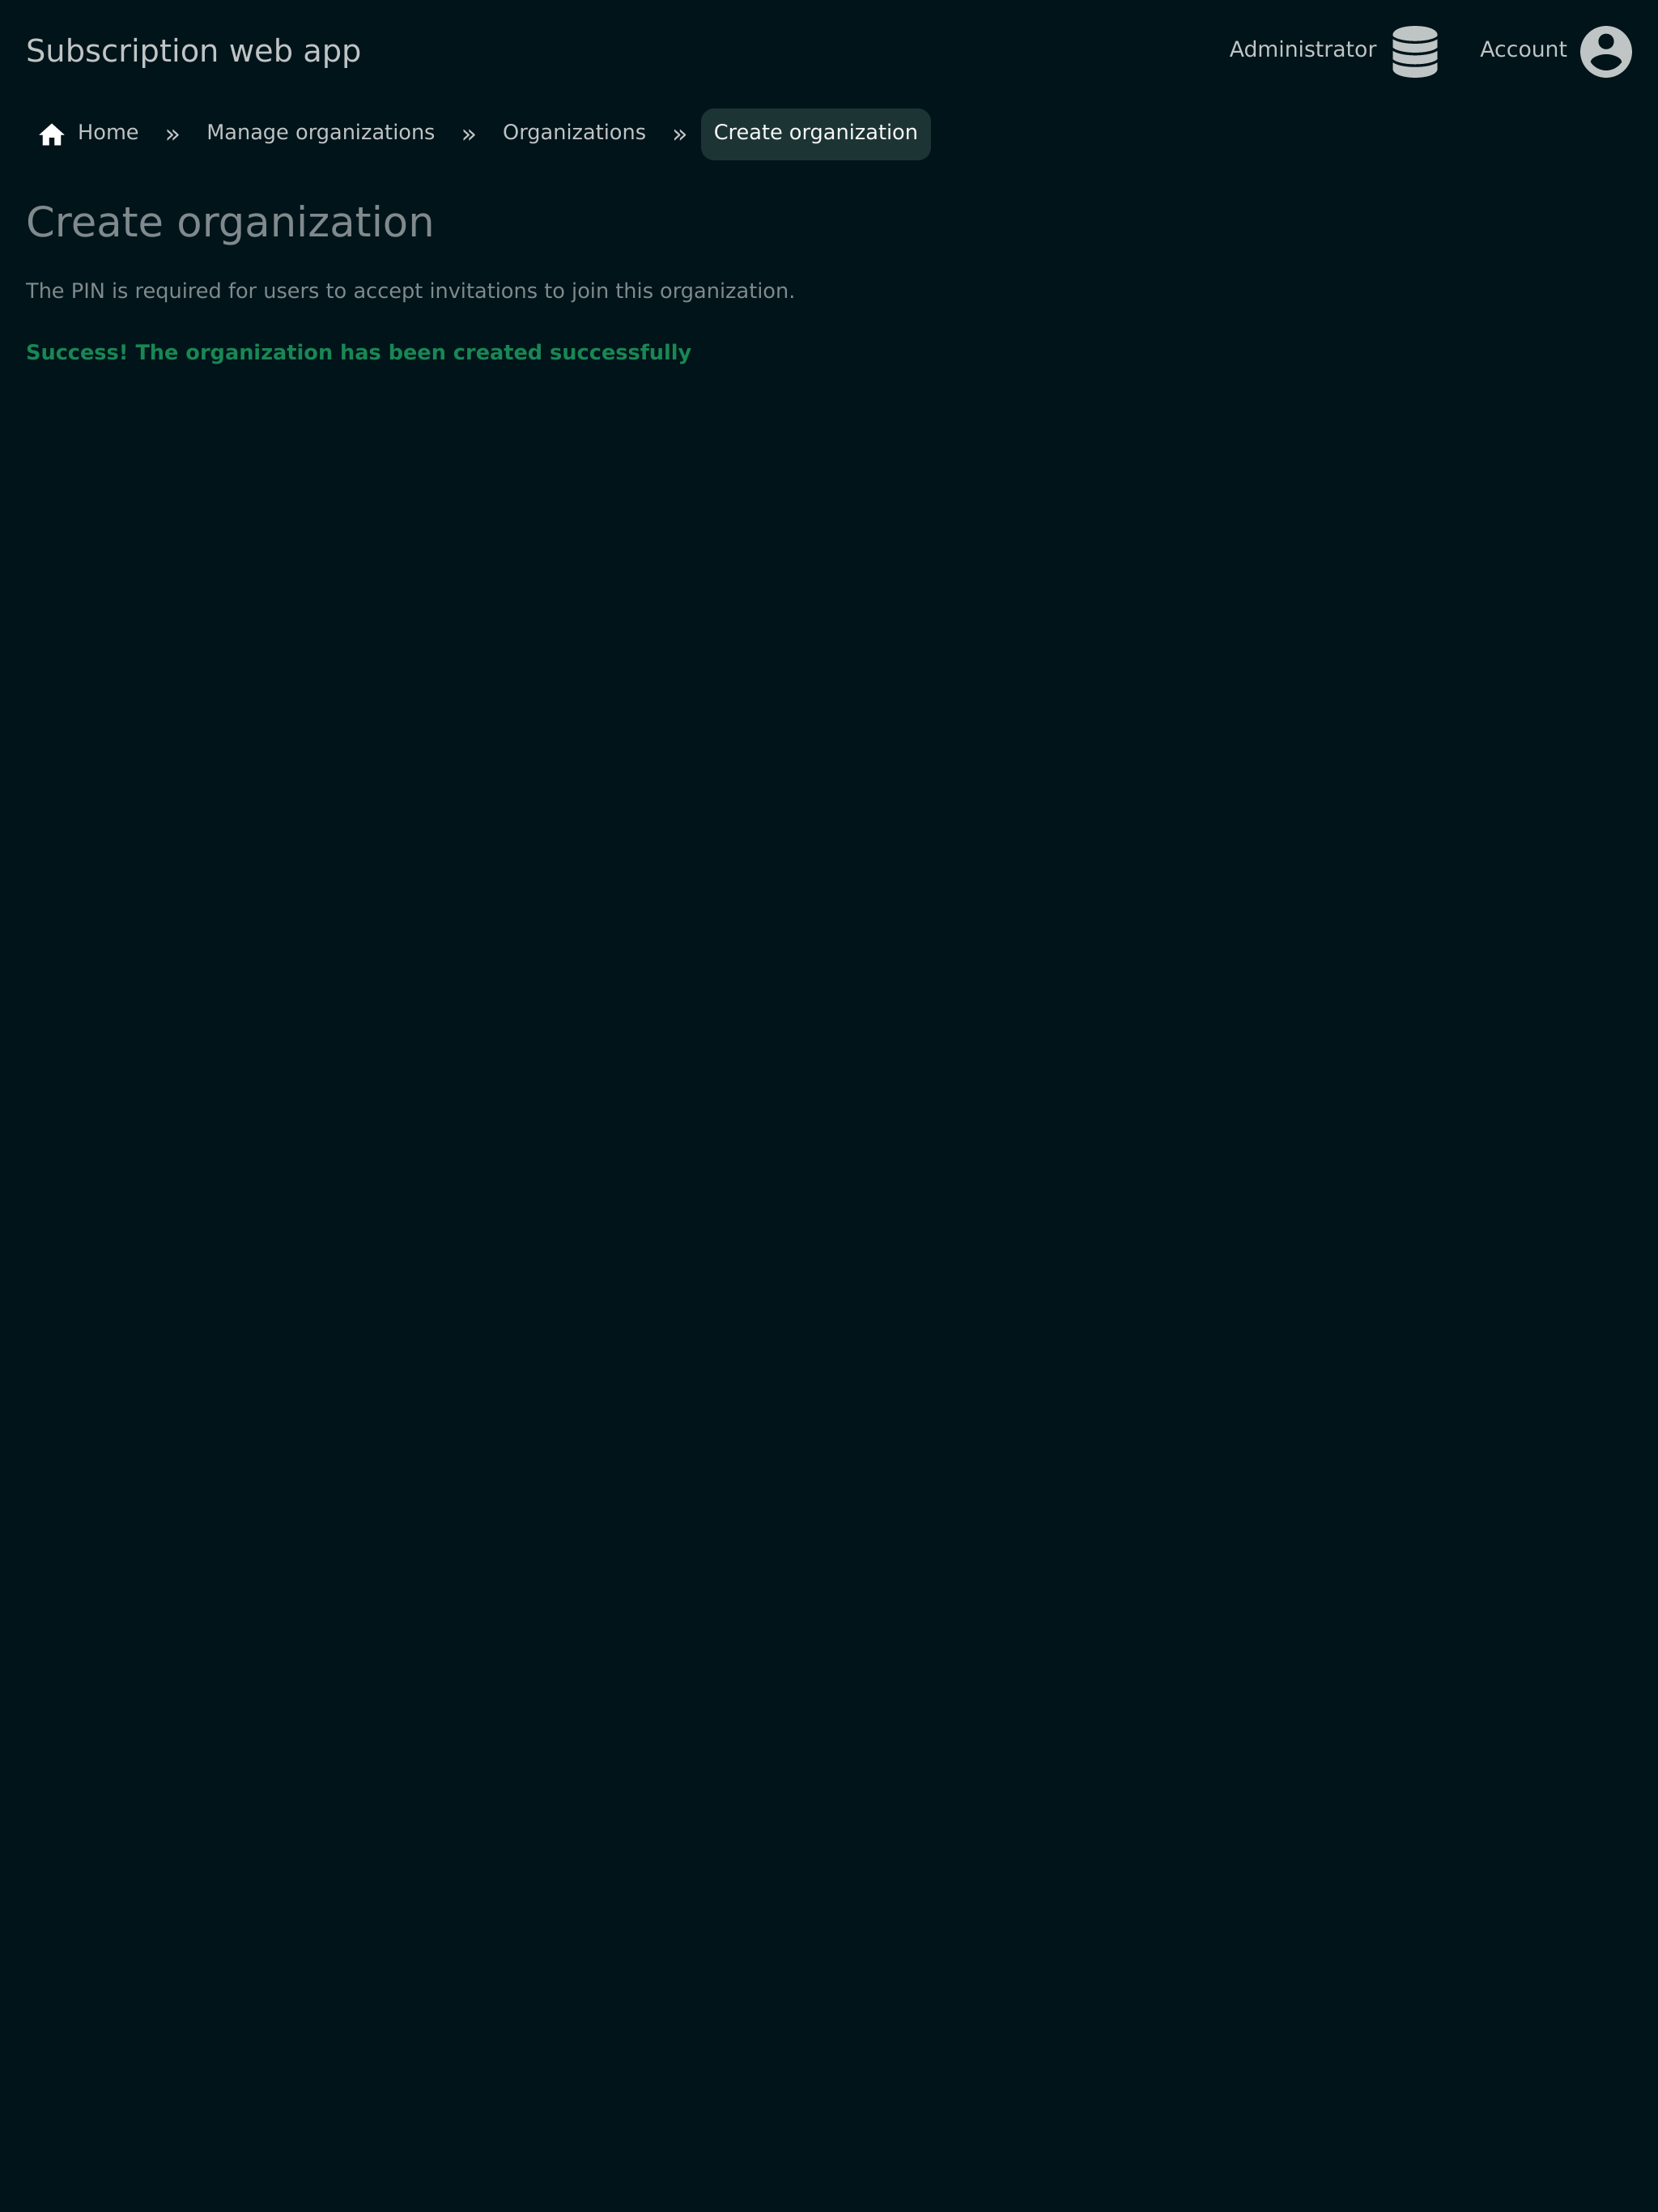 Subscription web app
Administrator
Account
Home » Manage organizations » Organizations » Create organization
Create organization
The PIN is required for users to accept invitations to join this organization.
Success! The organization has been created successfully